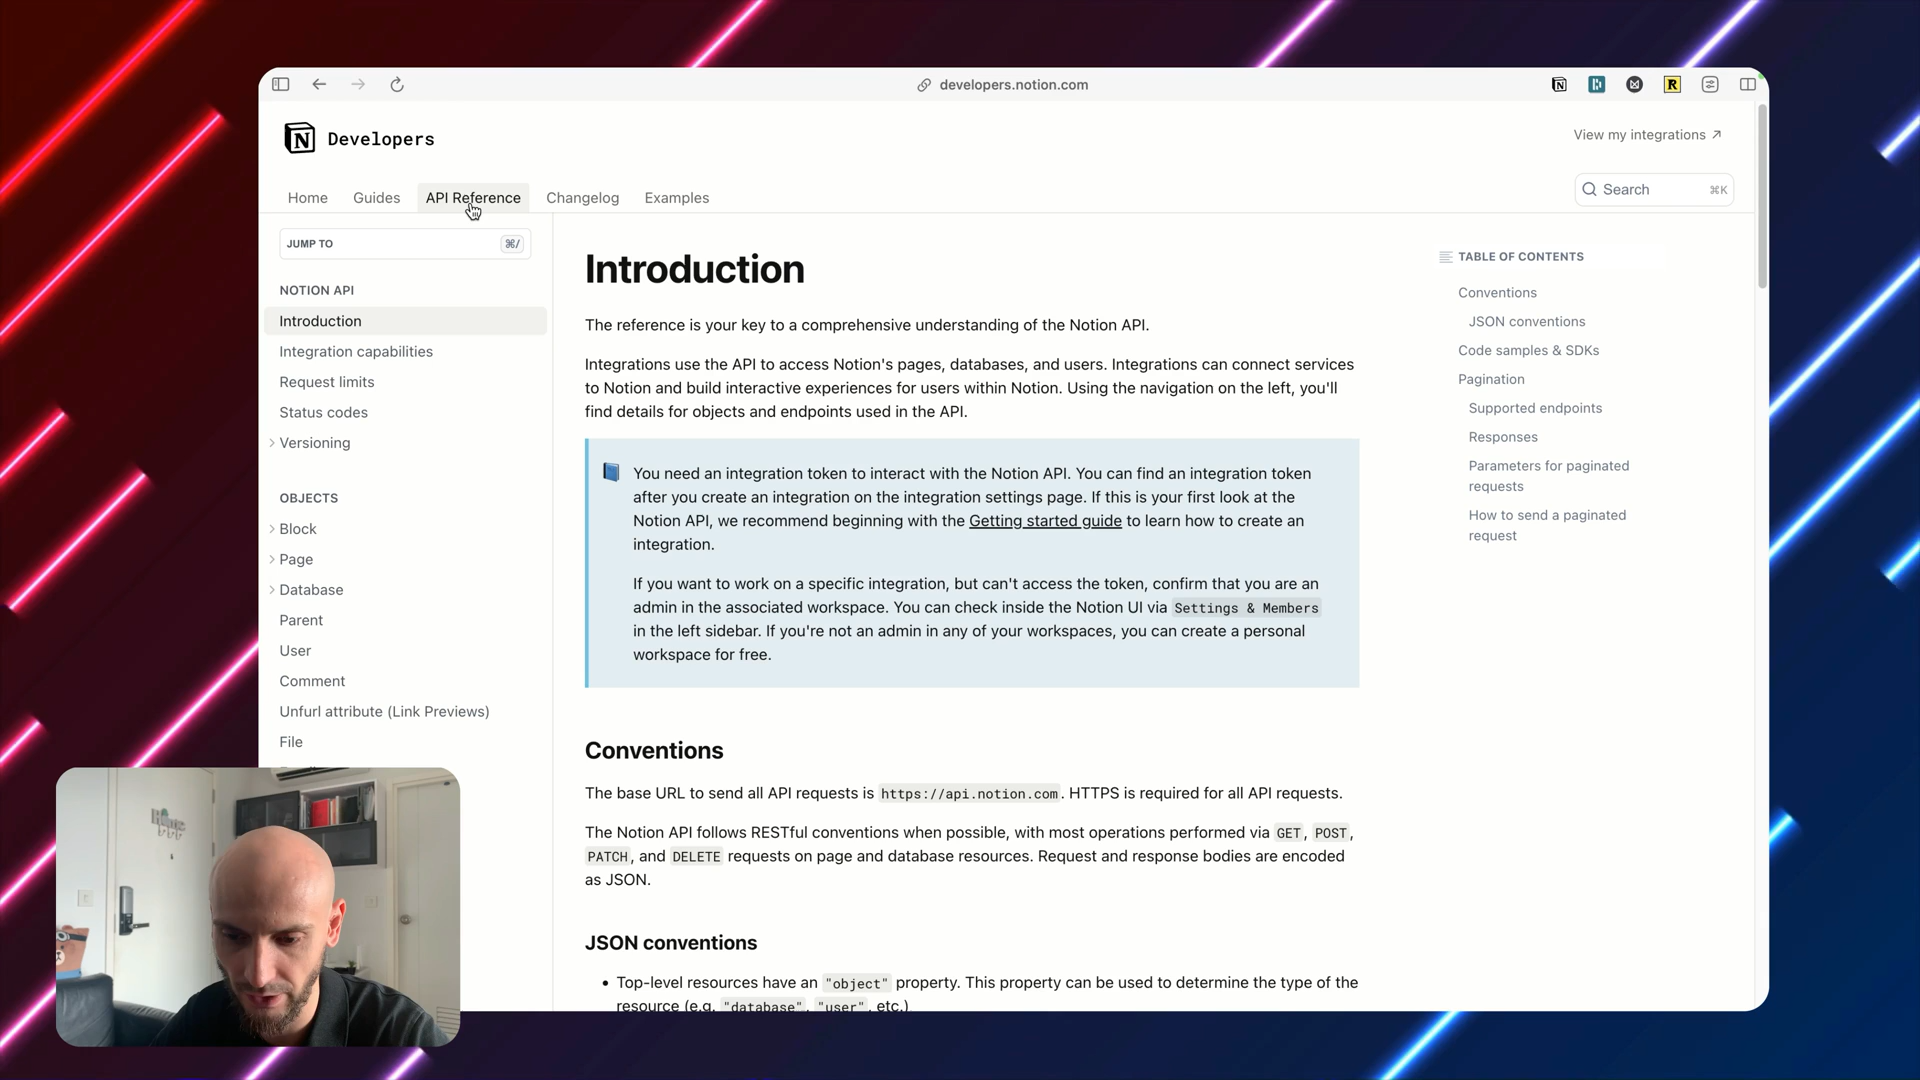 developers.notion.com
Developers
View my integrations ↗
Home Guides API Reference Changelog Examples
Search ⌘K
JUMP TO ⌘/
NOTION API
Introduction
Integration capabilities
Request limits
Status codes
Versioning
OBJECTS
Block
Page
Database
Parent
User
Comment
Unfurl attribute (Link Previews)
File
Introduction
The reference is your key to a comprehensive understanding of the Notion API.
Integrations use the API to access Notion's pages, databases, and users. Integrations can connect services
to Notion and build interactive experiences for users within Notion. Using the navigation on the left, you'll
find details for objects and endpoints used in the API.
You need an integration token to interact with the Notion API. You can find an integration token
after you create an integration on the integration settings page. If this is your first look at the
Notion API, we recommend beginning with the Getting started guide to learn how to create an
integration.
If you want to work on a specific integration, but can't access the token, confirm that you are an
admin in the associated workspace. You can check inside the Notion UI via Settings & Members
in the left sidebar. If you're not an admin in any of your workspaces, you can create a personal
workspace for free.
Conventions
The base URL to send all API requests is https://api.notion.com. HTTPS is required for all API requests.
The Notion API follows RESTful conventions when possible, with most operations performed via GET, POST,
PATCH, and DELETE requests on page and database resources. Request and response bodies are encoded
as JSON.
JSON conventions
• Top-level resources have an "object" property. This property can be used to determine the type of the
resource (e.g. "database", "user", etc.)
TABLE OF CONTENTS
Conventions
JSON conventions
Code samples & SDKs
Pagination
Supported endpoints
Responses
Parameters for paginated
requests
How to send a paginated
request